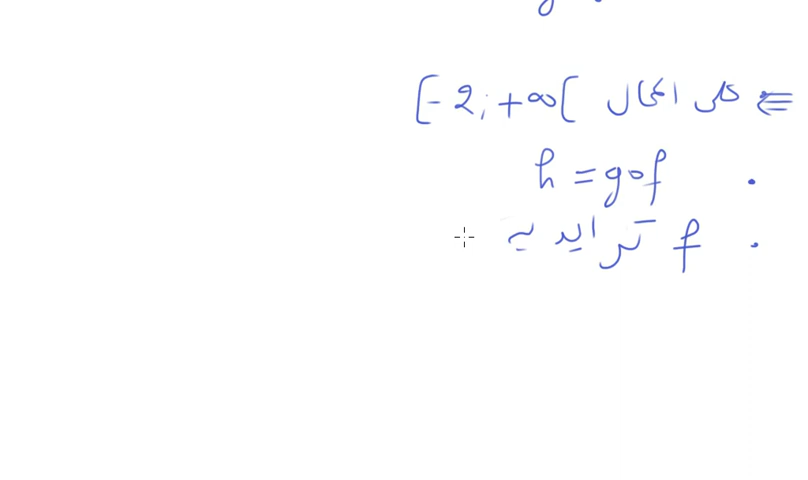 ⇐ على المجال [-2; +∞[
. h = gof
. f تزايدية